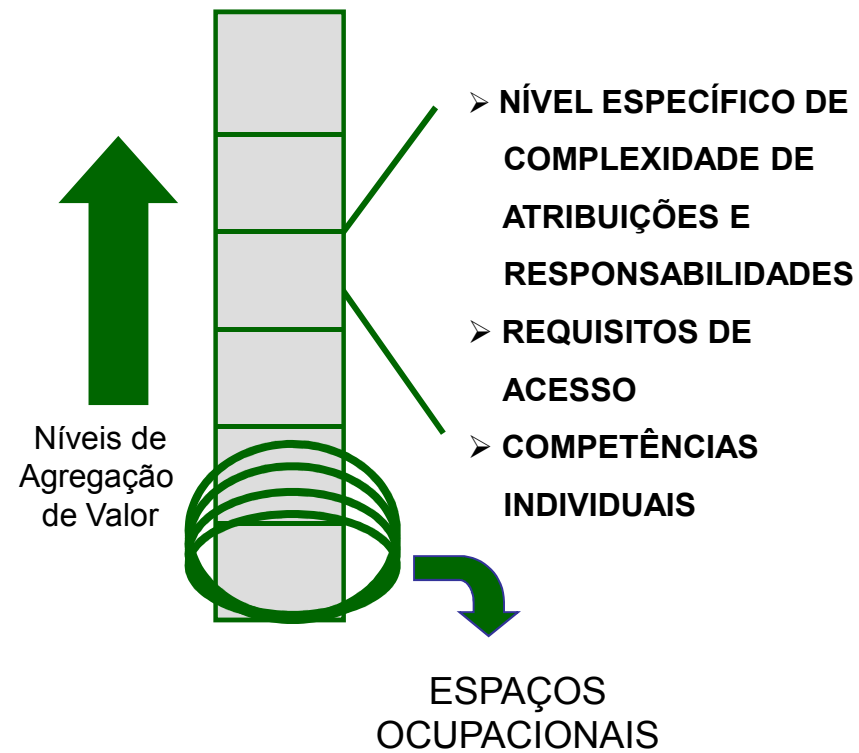 ➢ NÍVEL ESPECÍFICO DE
COMPLEXIDADE DE
ATRIBUIÇÕES E
RESPONSABILIDADES
➢ REQUISITOS DE
ACESSO
➢ COMPETÊNCIAS
INDIVIDUAIS
Níveis de
Agregação
de Valor
ESPAÇOS
OCUPACIONAIS